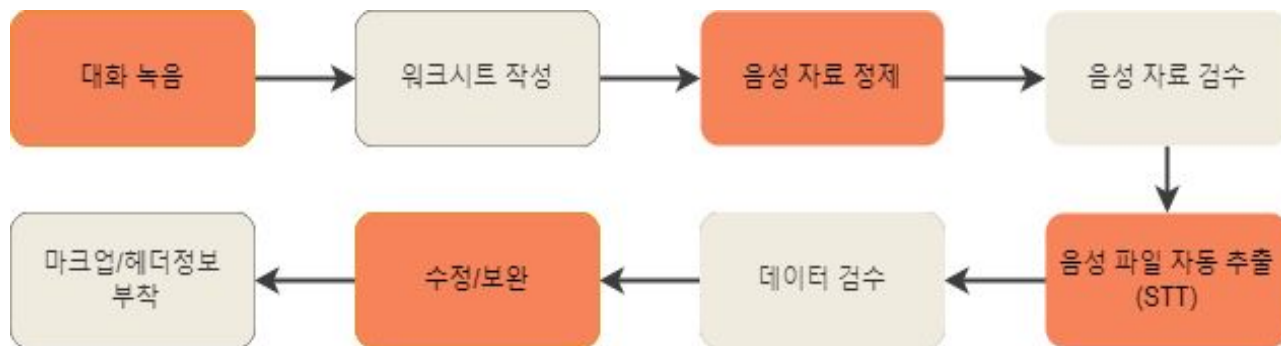 대화 녹음
워크시트 작성
음성 자료 정제
음성 자료 검수
음성 파일 자동 추출
(STT)
데이터 검수
수정/보완
마크업/헤더정보
부착